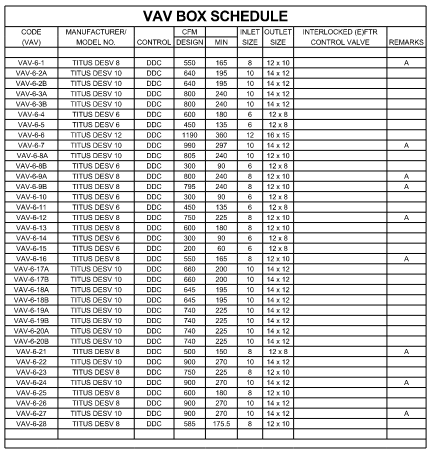 VAV BOX SCHEDULE
CODE MANUFACTURER/ CFM INLET OUTLET INTERLOCKED (E)FTR
(VAV) MODEL NO. CONTROL DESIGN MIN SIZE SIZE CONTROL VALVE REMARKS
VAV-6-1 TITUS DESV 8 DDC 550 165 8 12 x 10 A
VAV-6-2A TITUS DESV 10 DDC 640 195 10 14 x 12
VAV-6-2B TITUS DESV 10 DDC 640 195 10 14 x 12
VAV-6-3A TITUS DESV 10 DDC 800 240 10 14 x 12
VAV-6-3B TITUS DESV 10 DDC 800 240 10 14 x 12
VAV-6-4 TITUS DESV 6 DDC 600 180 6 12 x 8
VAV-6-5 TITUS DESV 6 DDC 450 135 6 12 x 8
VAV-6-6 TITUS DESV 12 DDC 1190 360 12 16 x 15
VAV-6-7 TITUS DESV 10 DDC 990 297 10 14 x 12 A
VAV-6-8A TITUS DESV 10 DDC 805 240 10 12 x 10
VAV-6-8B TITUS DESV 6 DDC 300 90 6 12 x 8
VAV-6-9A TITUS DESV 8 DDC 800 240 8 12 x 10 A
VAV-6-9B TITUS DESV 8 DDC 795 240 8 12 x 10 A
VAV-6-10 TITUS DESV 6 DDC 300 90 6 12 x 8
VAV-6-11 TITUS DESV 6 DDC 450 135 6 12 x 8
VAV-6-12 TITUS DESV 8 DDC 750 225 8 12 x 10 A
VAV-6-13 TITUS DESV 8 DDC 600 180 8 12 x 10
VAV-6-14 TITUS DESV 6 DDC 300 90 6 12 x 8
VAV-6-15 TITUS DESV 6 DDC 200 60 6 12 x 8
VAV-6-16 TITUS DESV 8 DDC 550 165 8 12 x 10 A
VAV-6-17A TITUS DESV 10 DDC 660 200 10 14 x 12
VAV-6-17B TITUS DESV 10 DDC 660 200 10 14 x 12
VAV-6-18A TITUS DESV 10 DDC 645 195 10 14 x 12
VAV-6-18B TITUS DESV 10 DDC 645 195 10 14 x 12
VAV-6-19A TITUS DESV 10 DDC 740 225 10 14 x 12
VAV-6-19B TITUS DESV 10 DDC 740 225 10 14 x 12
VAV-6-20A TITUS DESV 10 DDC 740 225 10 14 x 12
VAV-6-20B TITUS DESV 10 DDC 740 225 10 14 x 12
VAV-6-21 TITUS DESV 8 DDC 500 150 8 12 x 8 A
VAV-6-22 TITUS DESV 10 DDC 900 270 10 14 x 12
VAV-6-23 TITUS DESV 8 DDC 750 225 8 12 x 10
VAV-6-24 TITUS DESV 10 DDC 900 270 10 14 x 12 A
VAV-6-25 TITUS DESV 8 DDC 600 180 8 12 x 10
VAV-6-26 TITUS DESV 10 DDC 900 270 10 14 x 12
VAV-6-27 TITUS DESV 10 DDC 900 270 10 14 x 12 A
VAV-6-28 TITUS DESV 8 DDC 585 175.5 8 12 x 10